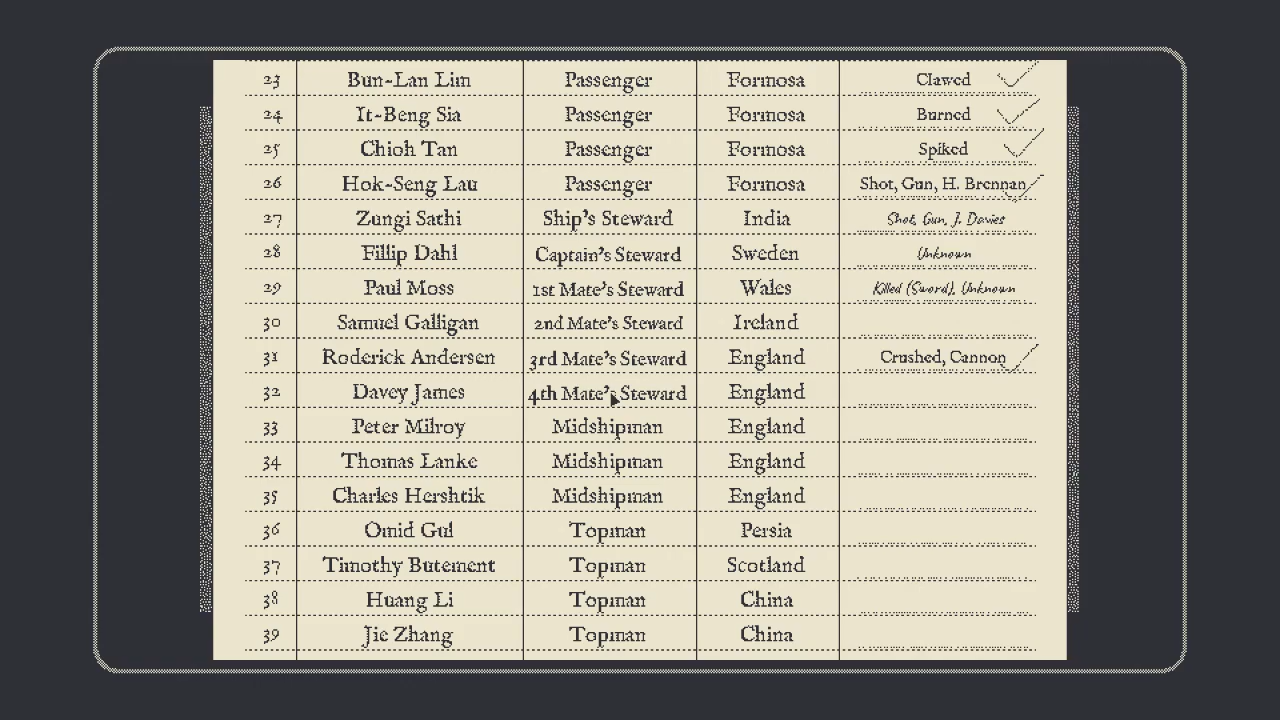 23 Bun-Lan Lim Passenger Formosa Clawed
24 It-Beng Sia Passenger Formosa Burned
25 Chioh Tan Passenger Formosa Spiked
26 Hok-Seng Lau Passenger Formosa Shot, Gun, H. Brennan
27 Zungi Sathi Ship's Steward India Shot, Gun, J. Davies
28 Fillip Dahl Captain's Steward Sweden Unknown
29 Paul Moss 1st Mate's Steward Wales Killed (Sword), Unknown
30 Samuel Galligan 2nd Mate's Steward Ireland
31 Roderick Andersen 3rd Mate's Steward England Crushed, Cannon
32 Davey James 4th Mate's Steward England
33 Peter Milroy Midshipman England
34 Thomas Lanke Midshipman England
35 Charles Hershtik Midshipman England
36 Omid Gul Topman Persia
37 Timothy Butement Topman Scotland
38 Huang Li Topman China
39 Jie Zhang Topman China